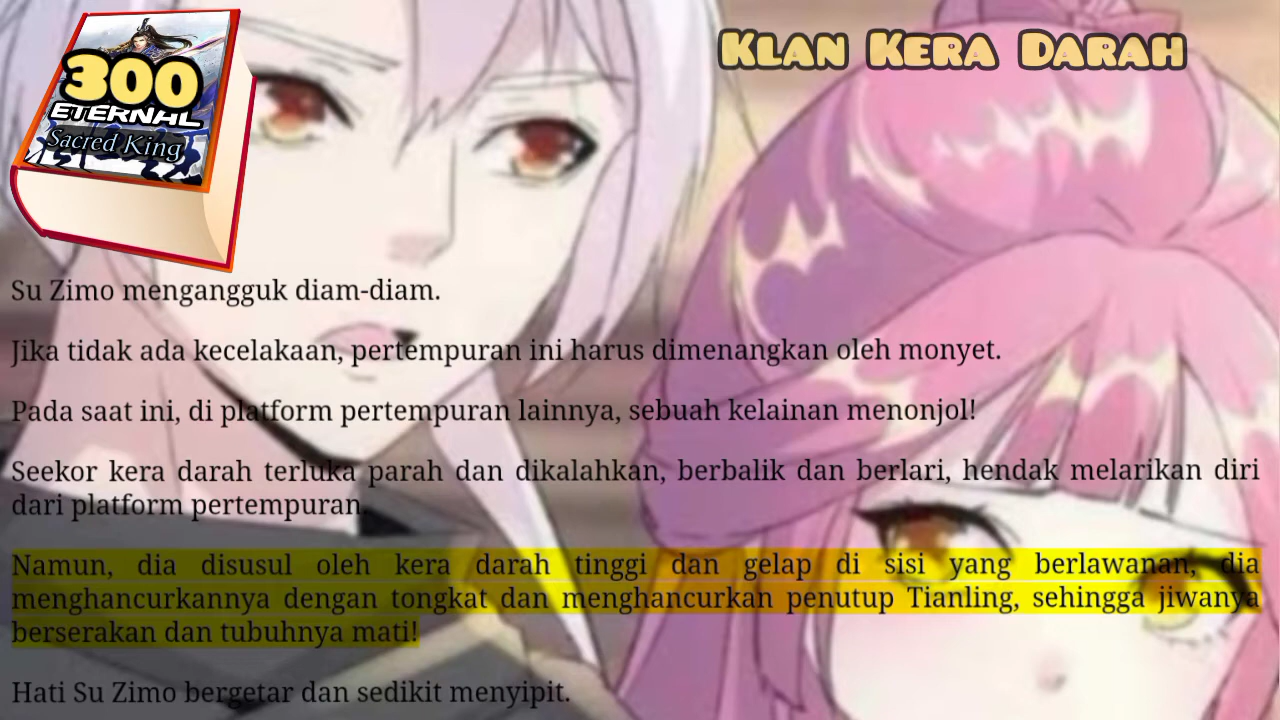 300
ETERNAL
Sacred King
Klan Kera Darah
Su Zimo mengangguk diam-diam.
Jika tidak ada kecelakaan, pertempuran ini harus dimenangkan oleh monyet.
Pada saat ini, di platform pertempuran lainnya, sebuah kelainan menonjol!
Seekor kera darah terluka parah dan dikalahkan, berbalik dan berlari, hendak melarikan diri
dari platform pertempuran.
Namun, dia disusul oleh kera darah tinggi dan gelap di sisi yang berlawanan, dia
menghancurkannya dengan tongkat dan menghancurkan penutup Tianling, sehingga jiwanya
berserakan dan tubuhnya mati!
Hati Su Zimo bergetar dan sedikit menyipit.